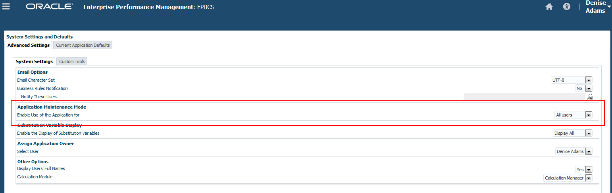 ORACLE Enterprise Performance Management: EPBCS
Denise Adams
System Settings and Defaults
Advanced Settings Current Application Defaults
System Settings Custom Tools
Email Options
Email Character Set UTF-8
Business Rules Notification No
Notify These Users
Application Maintenance Mode
Enable Use of the Application for All users
Substitution Variable Display
Enable the Display of Substitution Variables Display All
Assign Application Owner
Select User Denise Adams
Other Options
Display Users' Full Names Yes
Calculation Module Calculation Manager